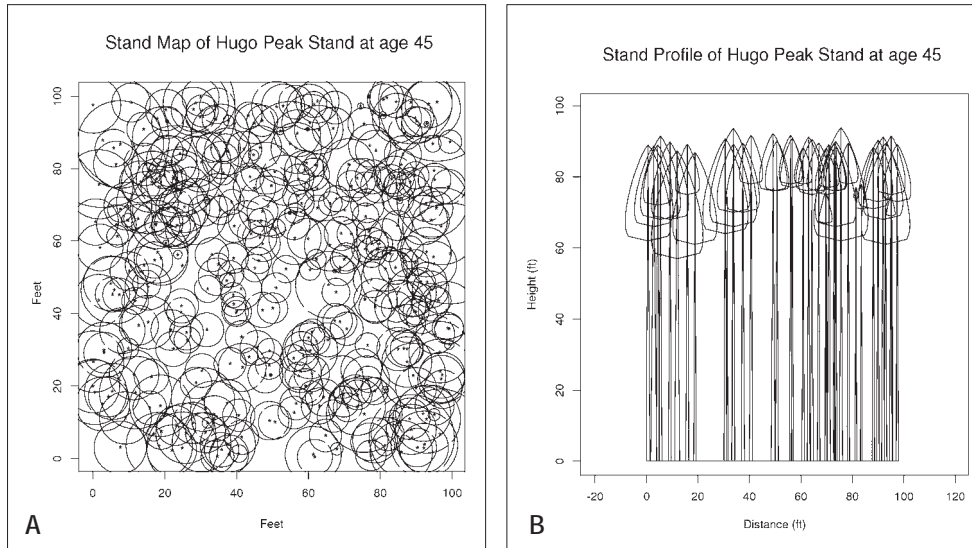 Stand Map of Hugo Peak Stand at age 45
100
80
60
40
20
0
Feet
0 20 40 60 80 100
Feet
A
Stand Profile of Hugo Peak Stand at age 45
100
80
60
40
20
0
Height (ft)
-20 0 20 40 60 80 100 120
Distance (ft)
B